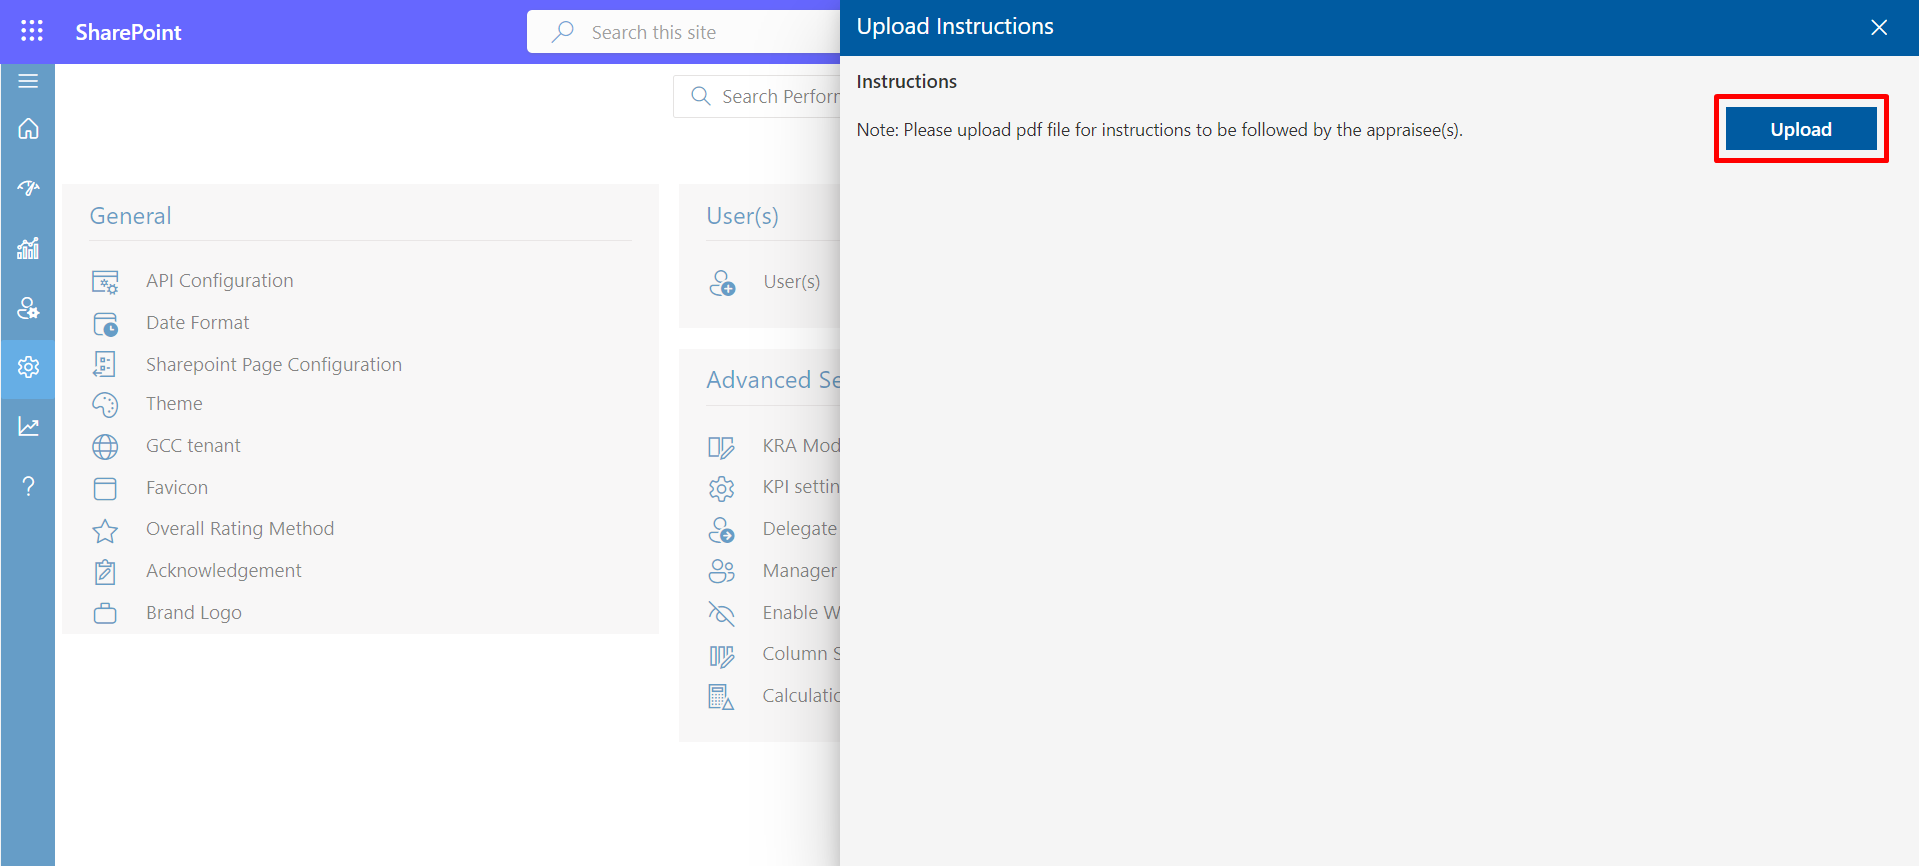 SharePoint
Search this site
Search Perfor
General
API Configuration
Date Format
Sharepoint Page Configuration
Theme
GCC tenant
Favicon
Overall Rating Method
Acknowledgement
Brand Logo
User(s)
User(s)
Advanced Se
KRA Mod
KPI settin
Delegate
Manager
Enable W
Column S
Calculatio
Upload Instructions
Instructions
Note: Please upload pdf file for instructions to be followed by the appraisee(s).
Upload